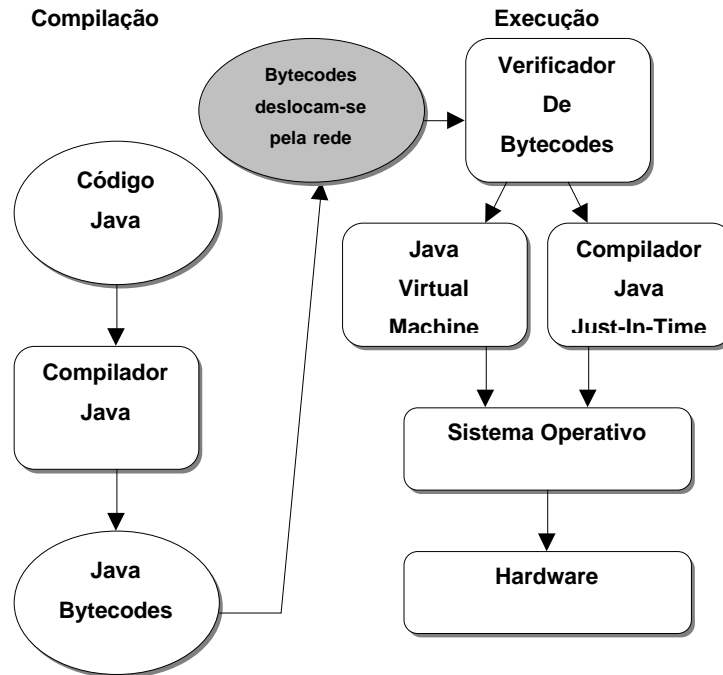 Compilação
Código
Java
Compilador
Java
Java
Bytecodes
Bytecodes
deslocam-se
pela rede
Execução
Verificador
De
Bytecodes
Java
Virtual
Machine
Compilador
Java
Just-In-Time
Sistema Operativo
Hardware